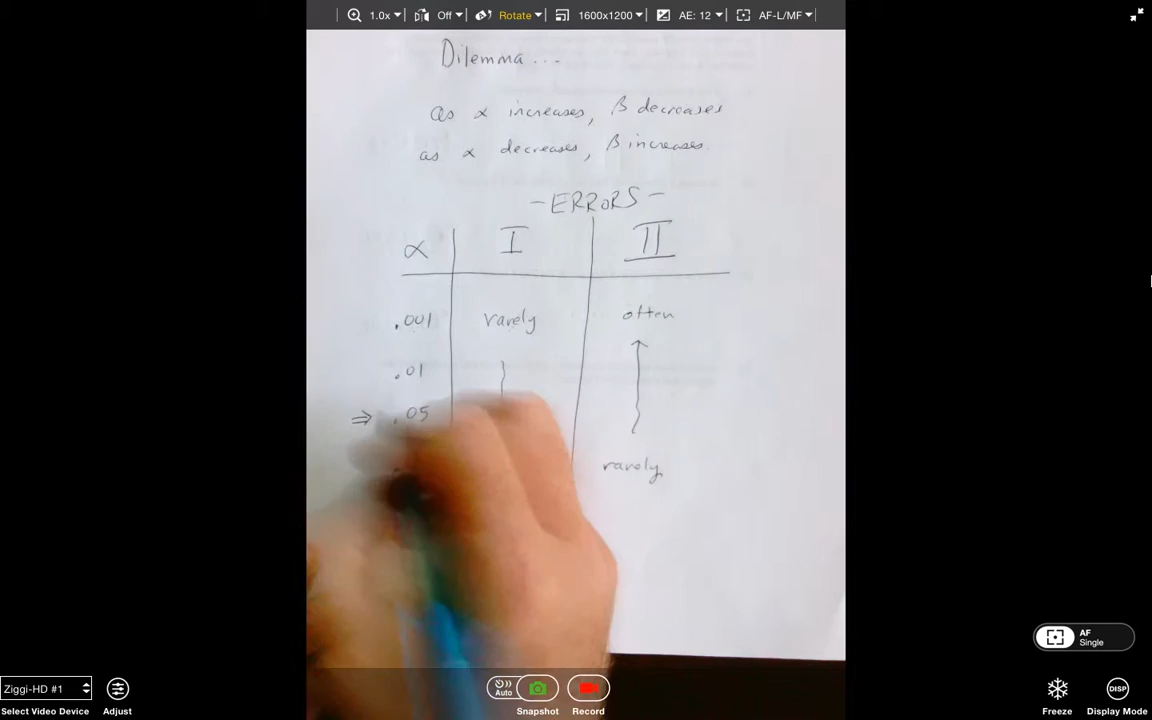 1.0x Off Rotate 1600x1200 AE: 12 AF-L/MF
Dilemma...
as α increases, β decreases
as α decreases, β increases.
-ERRORS-
α I II
.001 rarely often
.01
⇒ .05
rarely
AF
Single
Ziggi-HD #1
Auto
Select Video Device Adjust Snapshot Record Freeze Display Mode
DISP